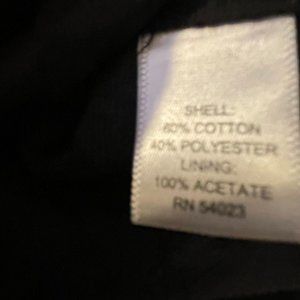 SHELL:
60% COTTON
40% POLYESTER
LINING:
100% ACETATE
RN 54023